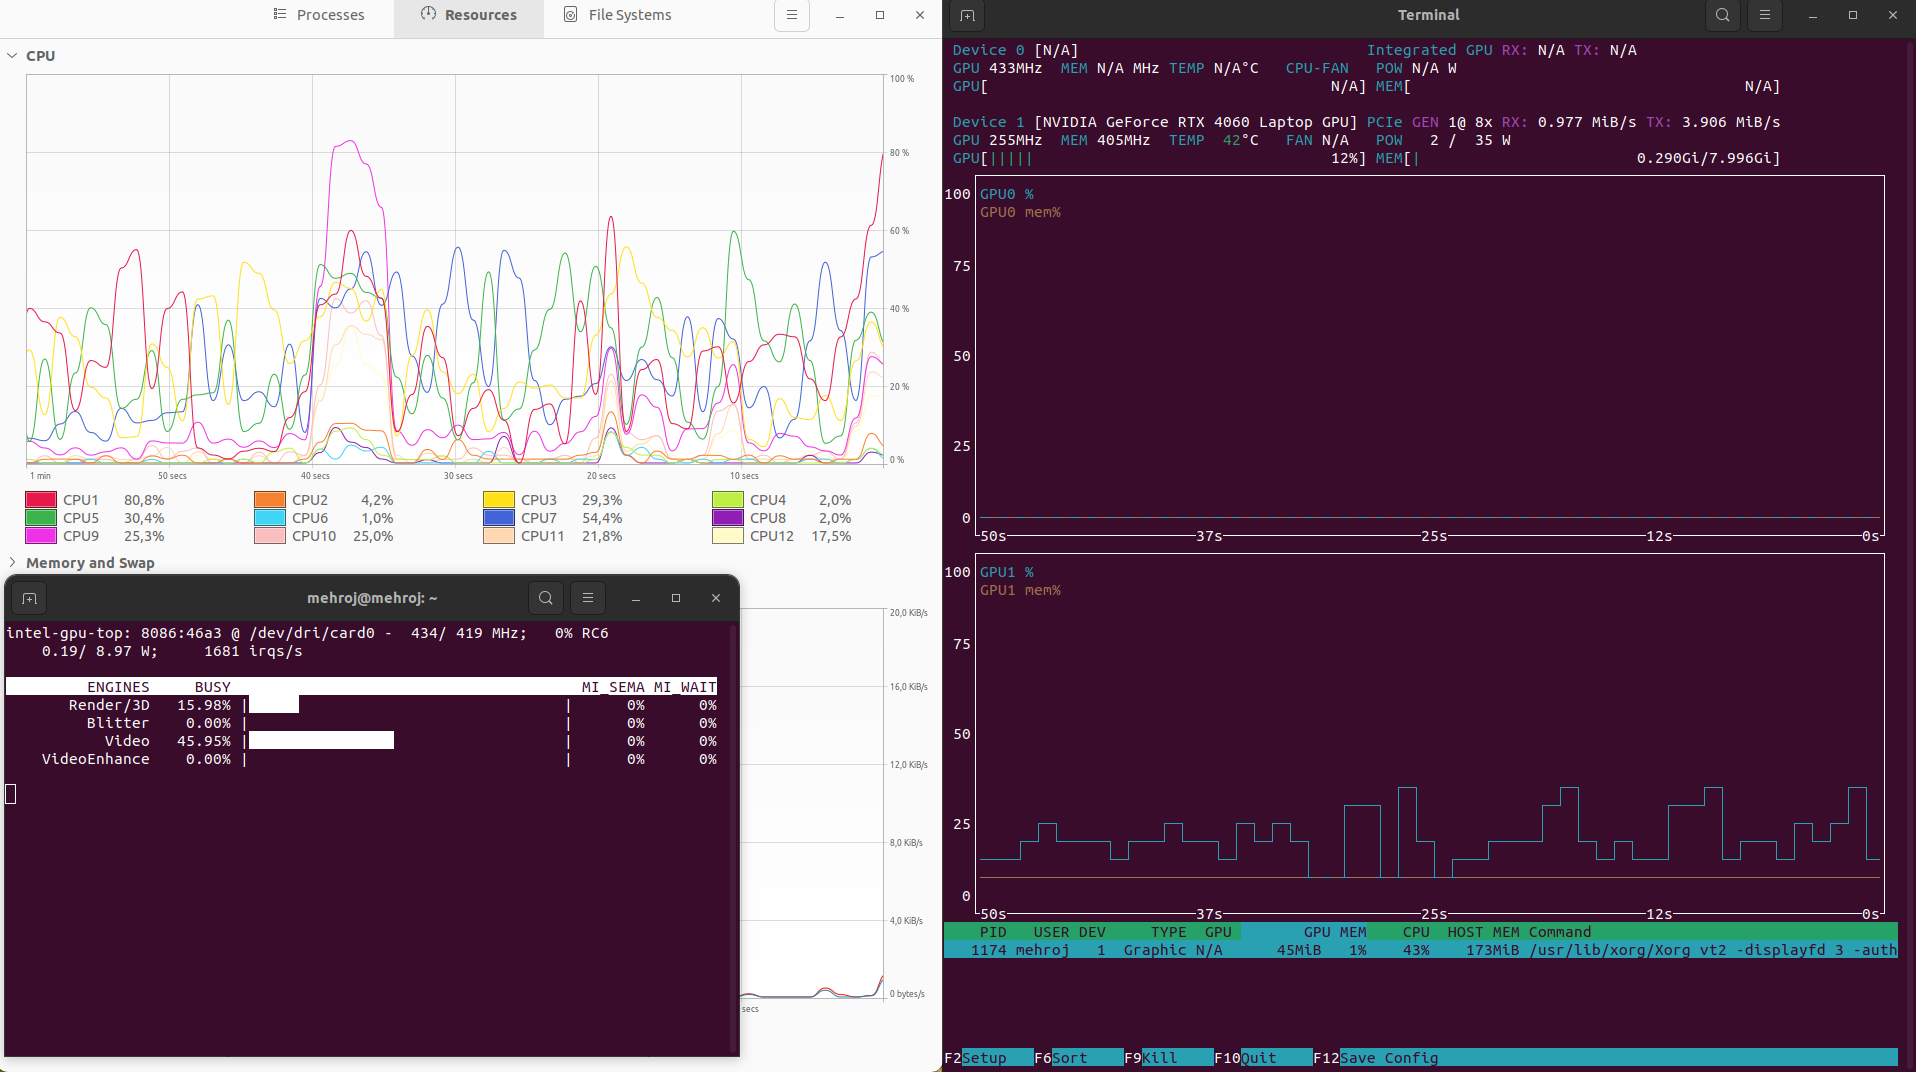 Processes
Resources
File Systems
CPU
100 %
80 %
60 %
40 %
20 %
0 %
1 min 50 secs 40 secs 30 secs 20 secs 10 secs
CPU1 80,8% CPU2 4,2% CPU3 29,3% CPU4 2,0%
CPU5 30,4% CPU6 1,0% CPU7 54,4% CPU8 2,0%
CPU9 25,3% CPU10 25,0% CPU11 21,8% CPU12 17,5%
Memory and Swap
20,0 KiB/s
16,0 KiB/s
12,0 KiB/s
8,0 KiB/s
4,0 KiB/s
0 bytes/s
secs
mehroj@mehroj: ~
intel-gpu-top: 8086:46a3 @ /dev/dri/card0 - 434/ 419 MHz; 0% RC6
0.19/ 8.97 W; 1681 irqs/s
ENGINES BUSY MI_SEMA MI_WAIT
Render/3D 15.98% | | 0% 0%
Blitter 0.00% | | 0% 0%
Video 45.95% | | 0% 0%
VideoEnhance 0.00% | | 0% 0%
Terminal
Device 0 [N/A] Integrated GPU RX: N/A TX: N/A
GPU 433MHz MEM N/A MHz TEMP N/A°C CPU-FAN POW N/A W
GPU[ N/A] MEM[ N/A]
Device 1 [NVIDIA GeForce RTX 4060 Laptop GPU] PCIe GEN 1@ 8x RX: 0.977 MiB/s TX: 3.906 MiB/s
GPU 255MHz MEM 405MHz TEMP 42°C FAN N/A POW 2 / 35 W
GPU[||||| 12%] MEM[| 0.290Gi/7.996Gi]
100
GPU0 %
GPU0 mem%
75
50
25
0
50s 37s 25s 12s 0s
100
GPU1 %
GPU1 mem%
75
50
25
0
50s 37s 25s 12s 0s
PID USER DEV TYPE GPU GPU MEM CPU HOST MEM Command
1174 mehroj 1 Graphic N/A 45MiB 1% 43% 173MiB /usr/lib/xorg/Xorg vt2 -displayfd 3 -auth
F2Setup F6Sort F9Kill F10Quit F12Save Config